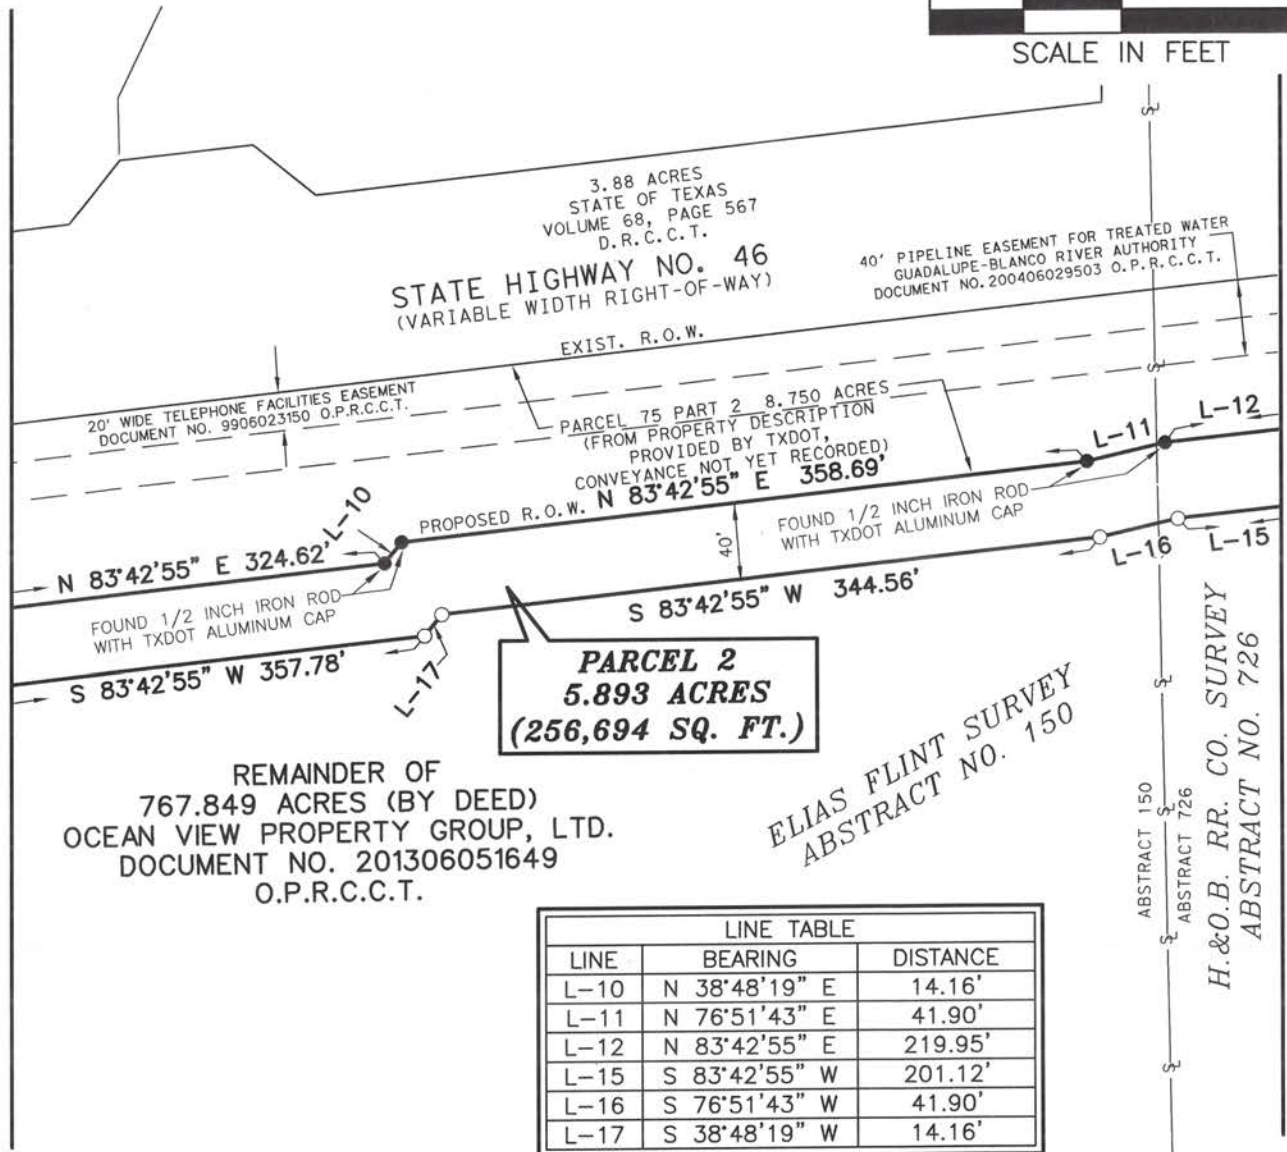 SCALE IN FEET
3.88 ACRES
STATE OF TEXAS
VOLUME 68, PAGE 567
D.R.C.C.T.
STATE HIGHWAY NO. 46
(VARIABLE WIDTH RIGHT-OF-WAY)
40' PIPELINE EASEMENT FOR TREATED WATER
GUADALUPE-BLANCO RIVER AUTHORITY
DOCUMENT NO. 200406029503 O.P.R.C.C.T.
EXIST. R.O.W.
20' WIDE TELEPHONE FACILITIES EASEMENT
DOCUMENT NO. 9906023150 O.P.R.C.C.T.
PARCEL 75 PART 2 8.750 ACRES
(FROM PROPERTY DESCRIPTION
PROVIDED BY TXDOT,
CONVEYANCE NOT YET RECORDED)
L-11
L-12
L-10
PROPOSED R.O.W.
N 83°42'55" E 358.69'
N 83°42'55" E 324.62'
FOUND 1/2 INCH IRON ROD
WITH TXDOT ALUMINUM CAP
40'
FOUND 1/2 INCH IRON ROD
WITH TXDOT ALUMINUM CAP
L-16
L-15
S 83°42'55" W 344.56'
S 83°42'55" W 357.78'
L-17
PARCEL 2
5.893 ACRES
(256,694 SQ. FT.)
REMAINDER OF
767.849 ACRES (BY DEED)
OCEAN VIEW PROPERTY GROUP, LTD.
DOCUMENT NO. 201306051649
O.P.R.C.C.T.
ELIAS FLINT SURVEY
ABSTRACT NO. 150
ABSTRACT 150
ABSTRACT 726
H.&O.B. RR. CO. SURVEY
ABSTRACT NO. 726
LINE TABLE
LINE BEARING DISTANCE
L-10 N 38°48'19" E 14.16'
L-11 N 76°51'43" E 41.90'
L-12 N 83°42'55" E 219.95'
L-15 S 83°42'55" W 201.12'
L-16 S 76°51'43" W 41.90'
L-17 S 38°48'19" W 14.16'